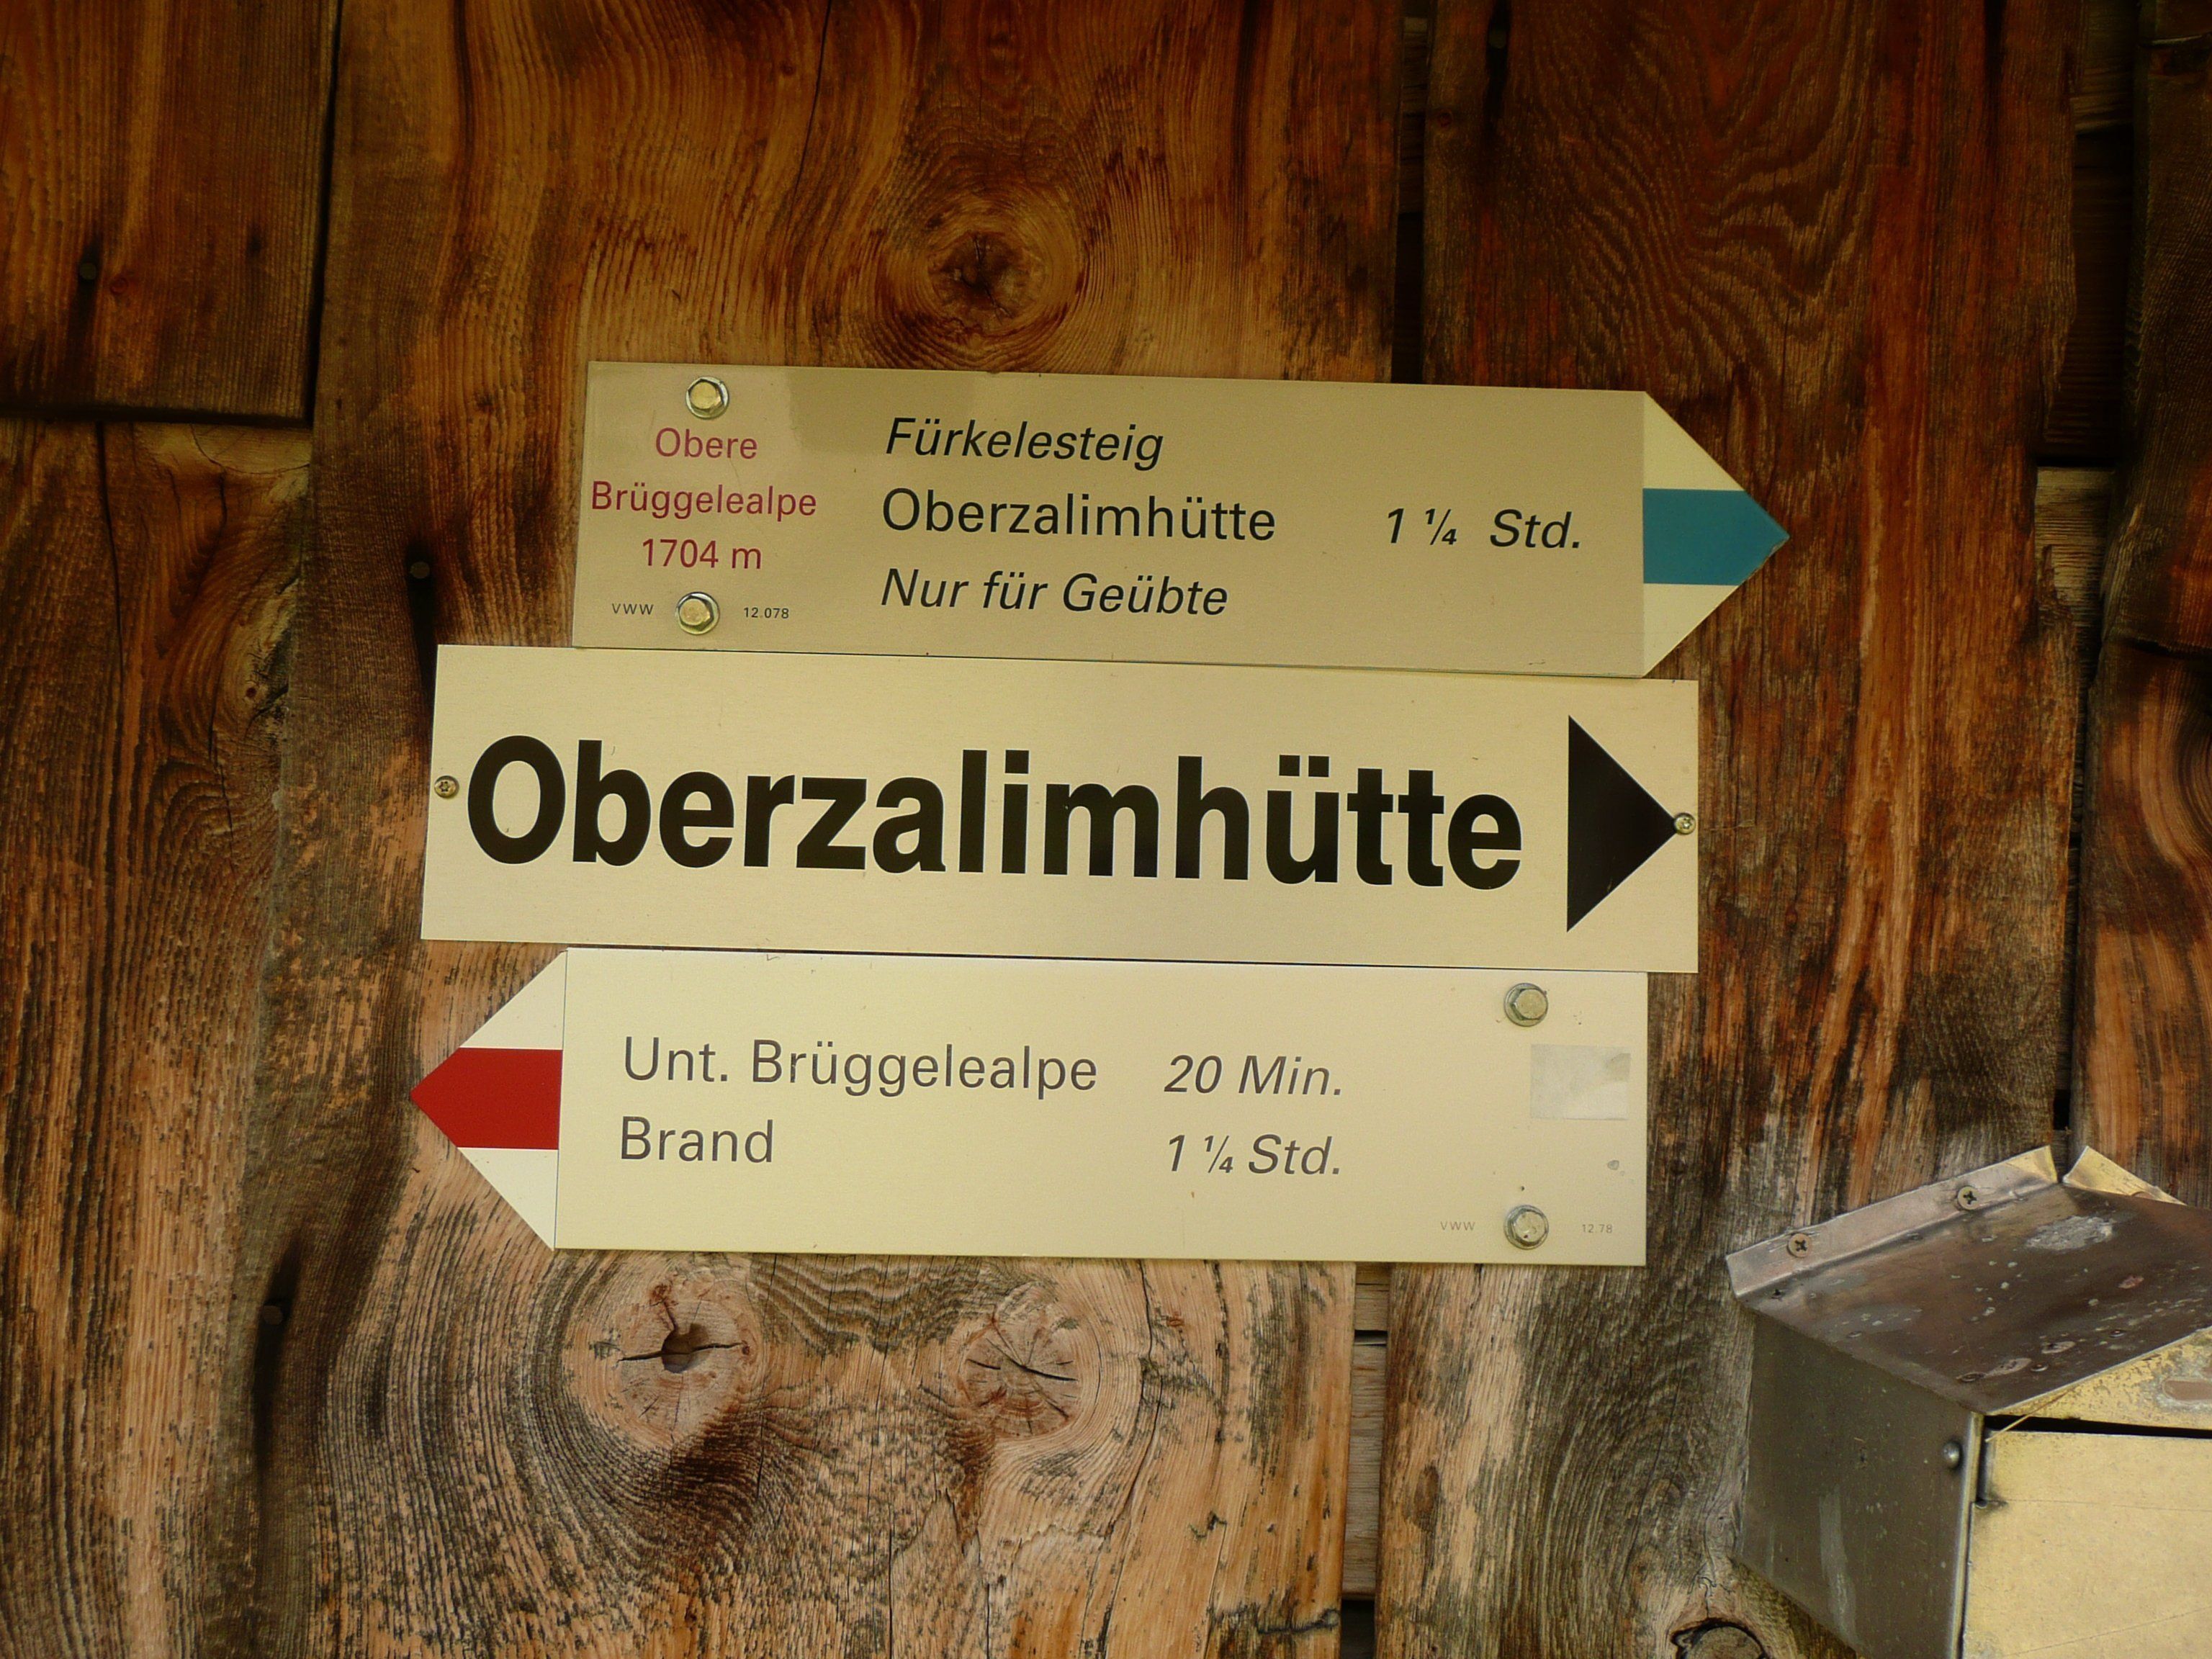 Obere
Brüggelealpe
1704 m
VWW 12.078
Fürkelesteig
Oberzalimhütte 1 ¼ Std.
Nur für Geübte
Oberzalimhütte
Unt. Brüggelealpe 20 Min.
Brand 1 ¼ Std.
VWW 12.78